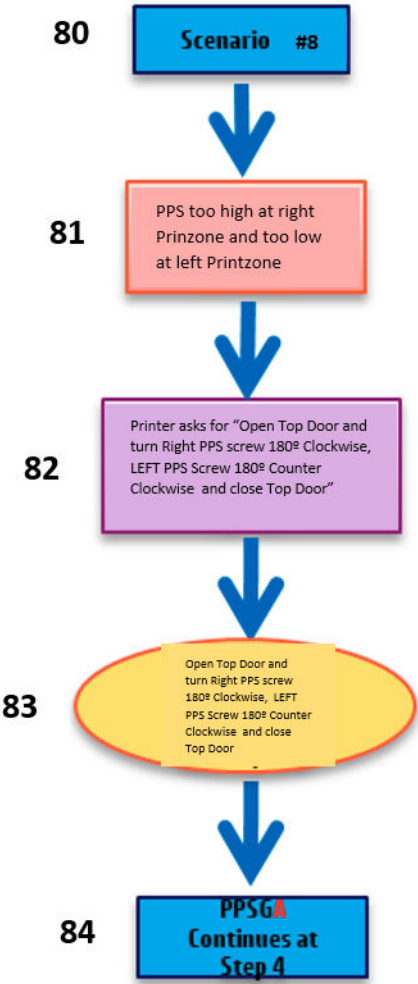 80
Scenario #8
81
PPS too high at right
Prinzone and too low
at left Printzone
82
Printer asks for “Open Top Door and
turn Right PPS screw 180º Clockwise,
LEFT PPS Screw 180º Counter
Clockwise and close Top Door”
83
Open Top Door and
turn Right PPS screw
180º Clockwise, LEFT
PPS Screw 180º Counter
Clockwise and close
Top Door
84
PPSGA
Continues at
Step 4